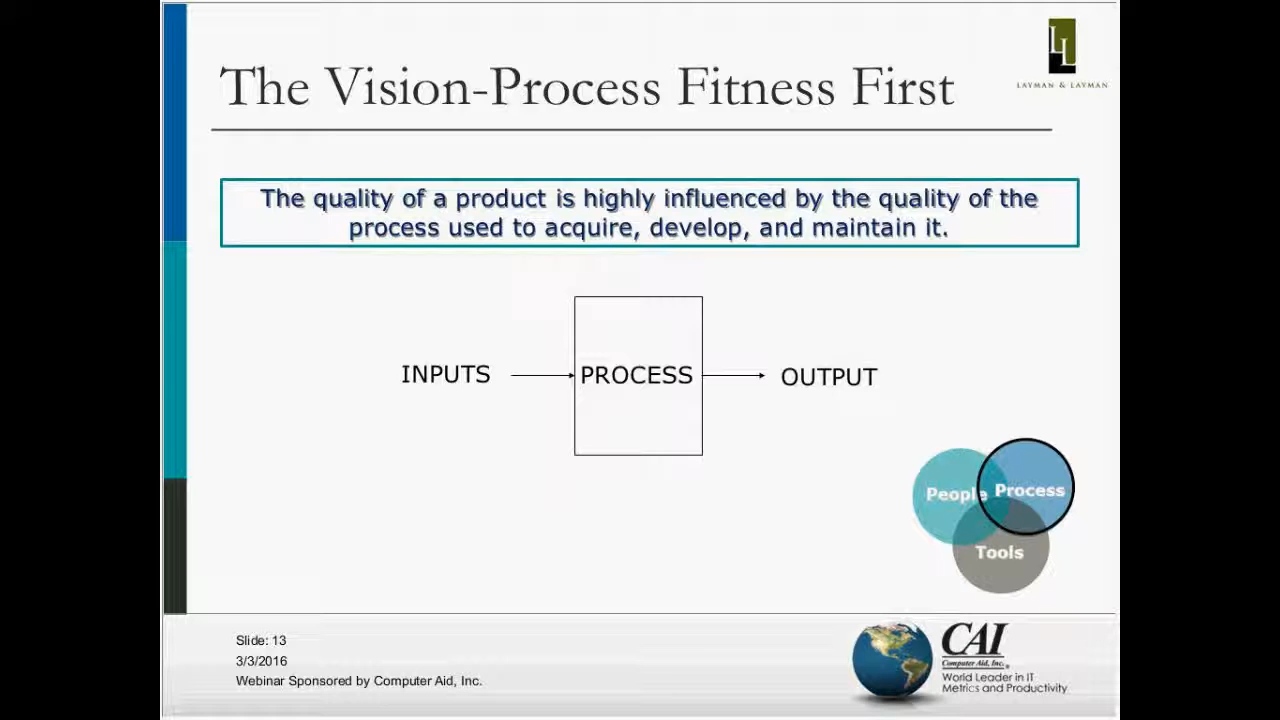 The Vision-Process Fitness First
LL
LAYMAN & LAYMAN
The quality of a product is highly influenced by the quality of the
process used to acquire, develop, and maintain it.
INPUTS
PROCESS
OUTPUT
People
Process
Tools
Slide: 13
3/3/2016
Webinar Sponsored by Computer Aid, Inc.
CAI
Computer Aid, Inc.
World Leader in IT
Metrics and Productivity